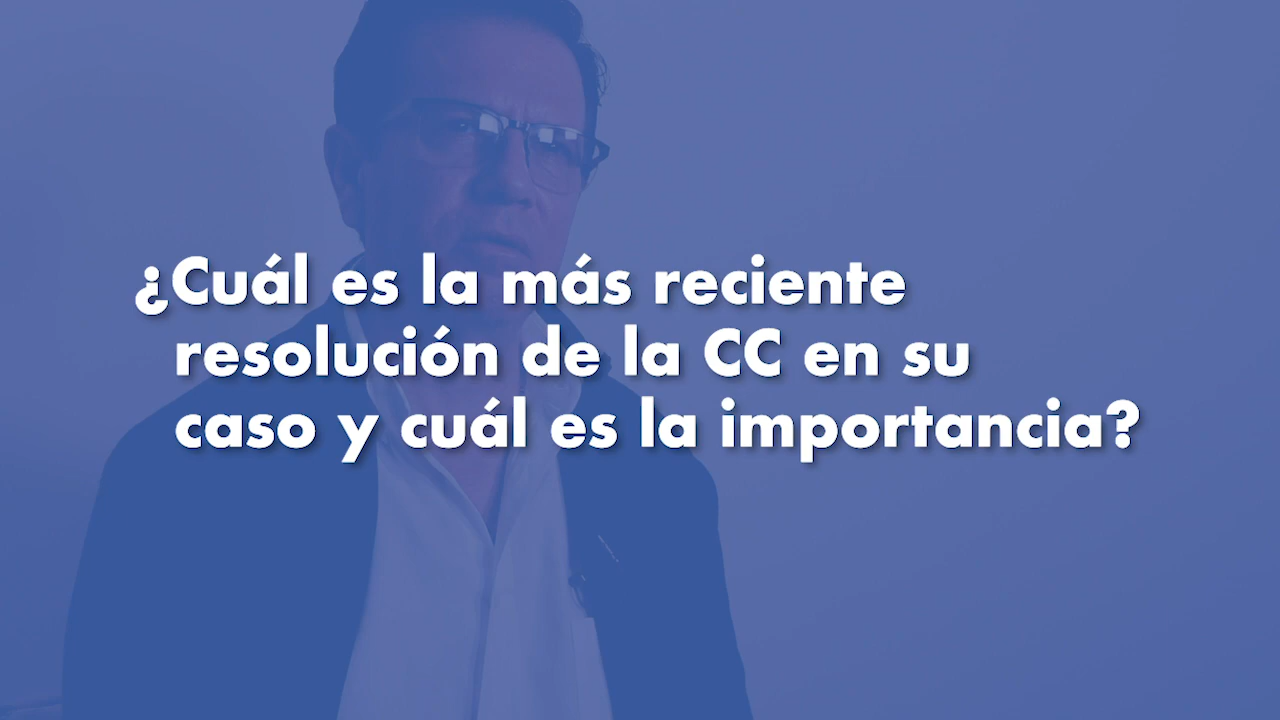 ¿Cuál es la más reciente
resolución de la CC en su
caso y cuál es la importancia?